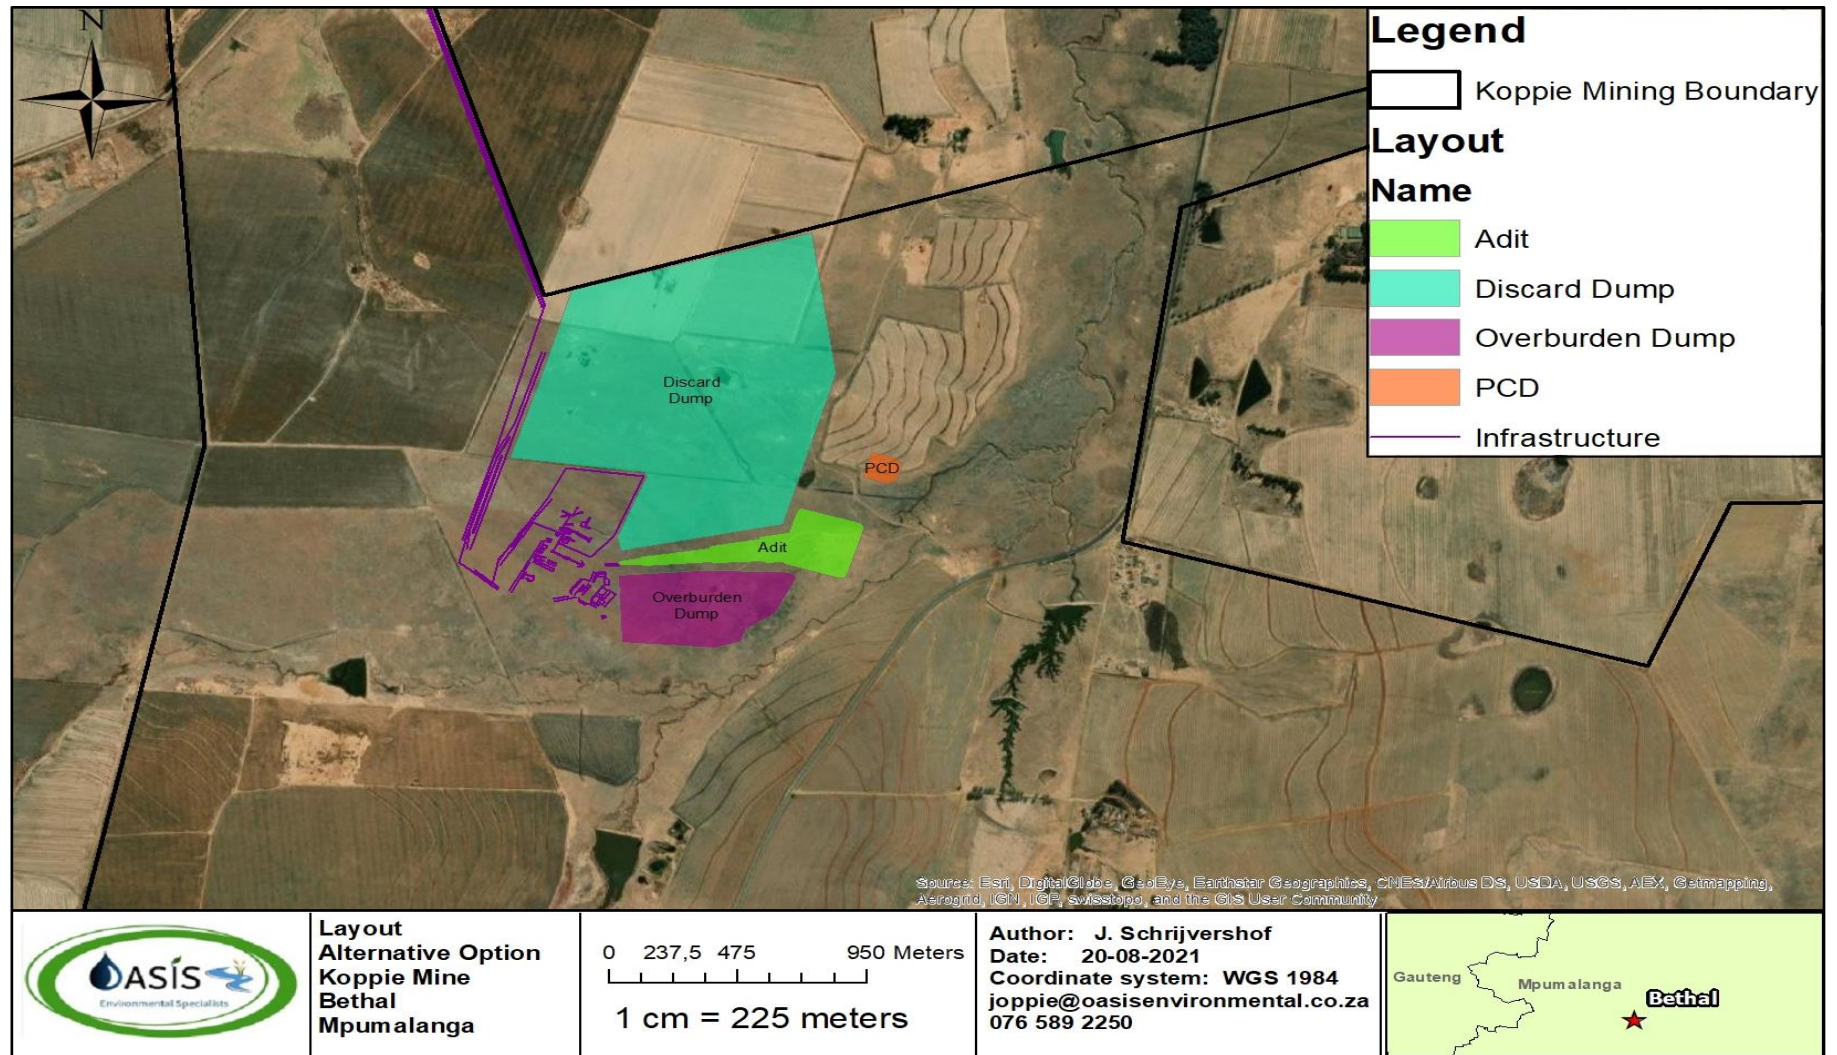 N
Legend
Koppie Mining Boundary
Layout
Name
Adit
Discard Dump
Overburden Dump
PCD
Infrastructure
Discard
Dump
PCD
Adit
Overburden
Dump
Source: Esri, DigitalGlobe, GeoEye, Earthstar Geographics, CNES/Airbus DS, USDA, USGS, AEX, Getmapping,
Aerogrid, IGN, IGP, swisstopo, and the GIS User Community
OASIS
Environmental Specialists
Layout
Alternative Option
Koppie Mine
Bethal
Mpumalanga
0 237,5 475 950 Meters
1 cm = 225 meters
Author: J. Schrijvershof
Date: 20-08-2021
Coordinate system: WGS 1984
joppie@oasisenvironmental.co.za
076 589 2250
Gauteng
Mpumalanga
Bethal